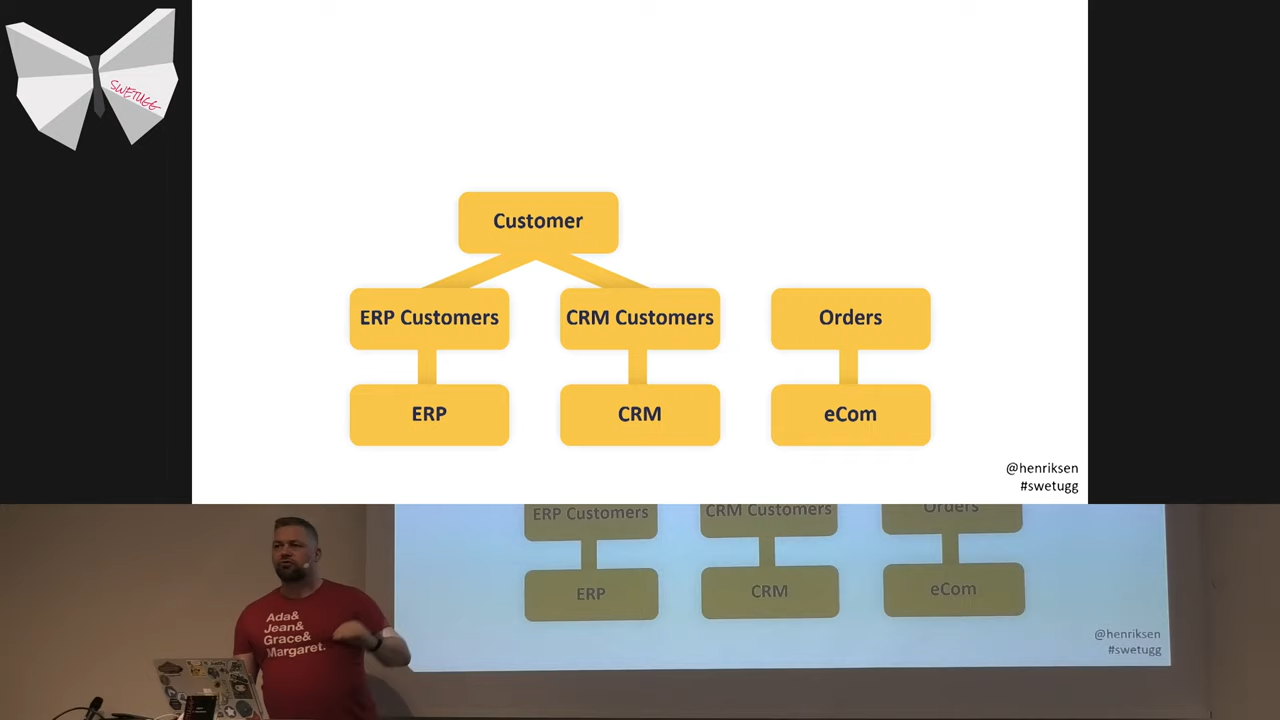 SWETUGG
Customer
ERP Customers
CRM Customers
Orders
ERP
CRM
eCom
@henriksen
#swetugg
ERP Customers
CRM Customers
Orders
ERP
CRM
eCom
@henriksen
#swetugg
Ada&
Jean&
Grace&
Margaret.